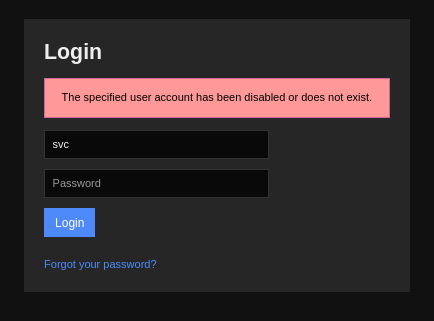 Login
The specified user account has been disabled or does not exist.
svc
Password
Login
Forgot your password?